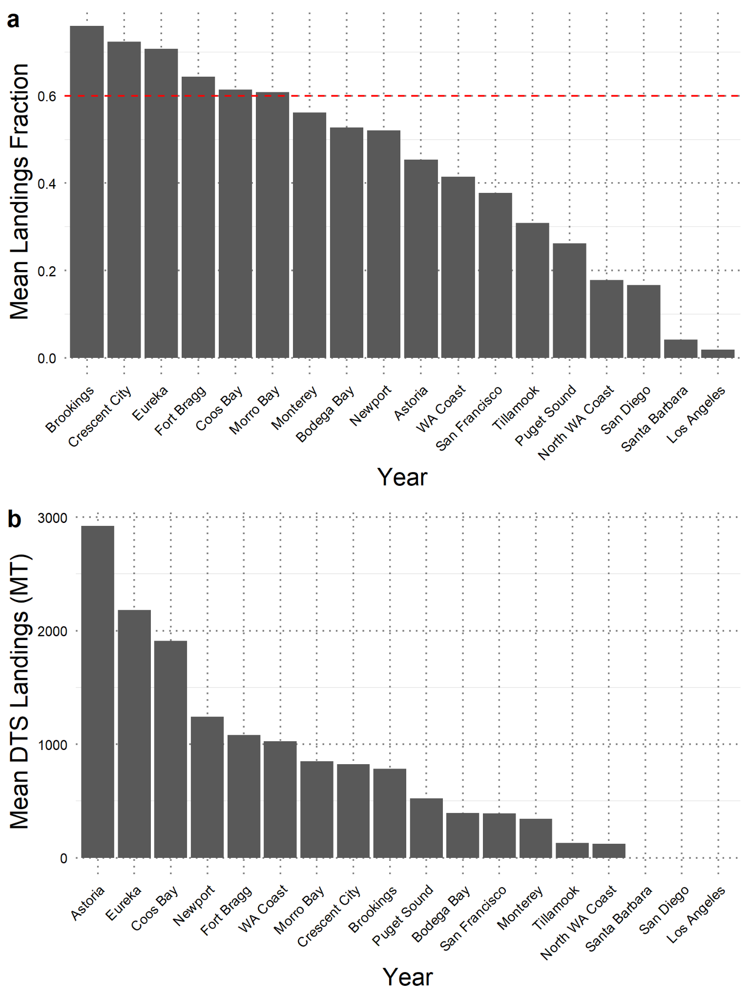 a
Mean Landings Fraction
0.6
0.4
0.2
0.0
Brookings
Crescent City
Eureka
Fort Bragg
Coos Bay
Morro Bay
Monterey
Bodega Bay
Newport
Astoria
WA Coast
San Francisco
Tillamook
Puget Sound
North WA Coast
San Diego
Santa Barbara
Los Angeles
Year
b
Mean DTS Landings (MT)
3000
2000
1000
0
Astoria
Eureka
Coos Bay
Newport
Fort Bragg
WA Coast
Morro Bay
Crescent City
Brookings
Puget Sound
Bodega Bay
San Francisco
Monterey
Tillamook
North WA Coast
Santa Barbara
San Diego
Los Angeles
Year